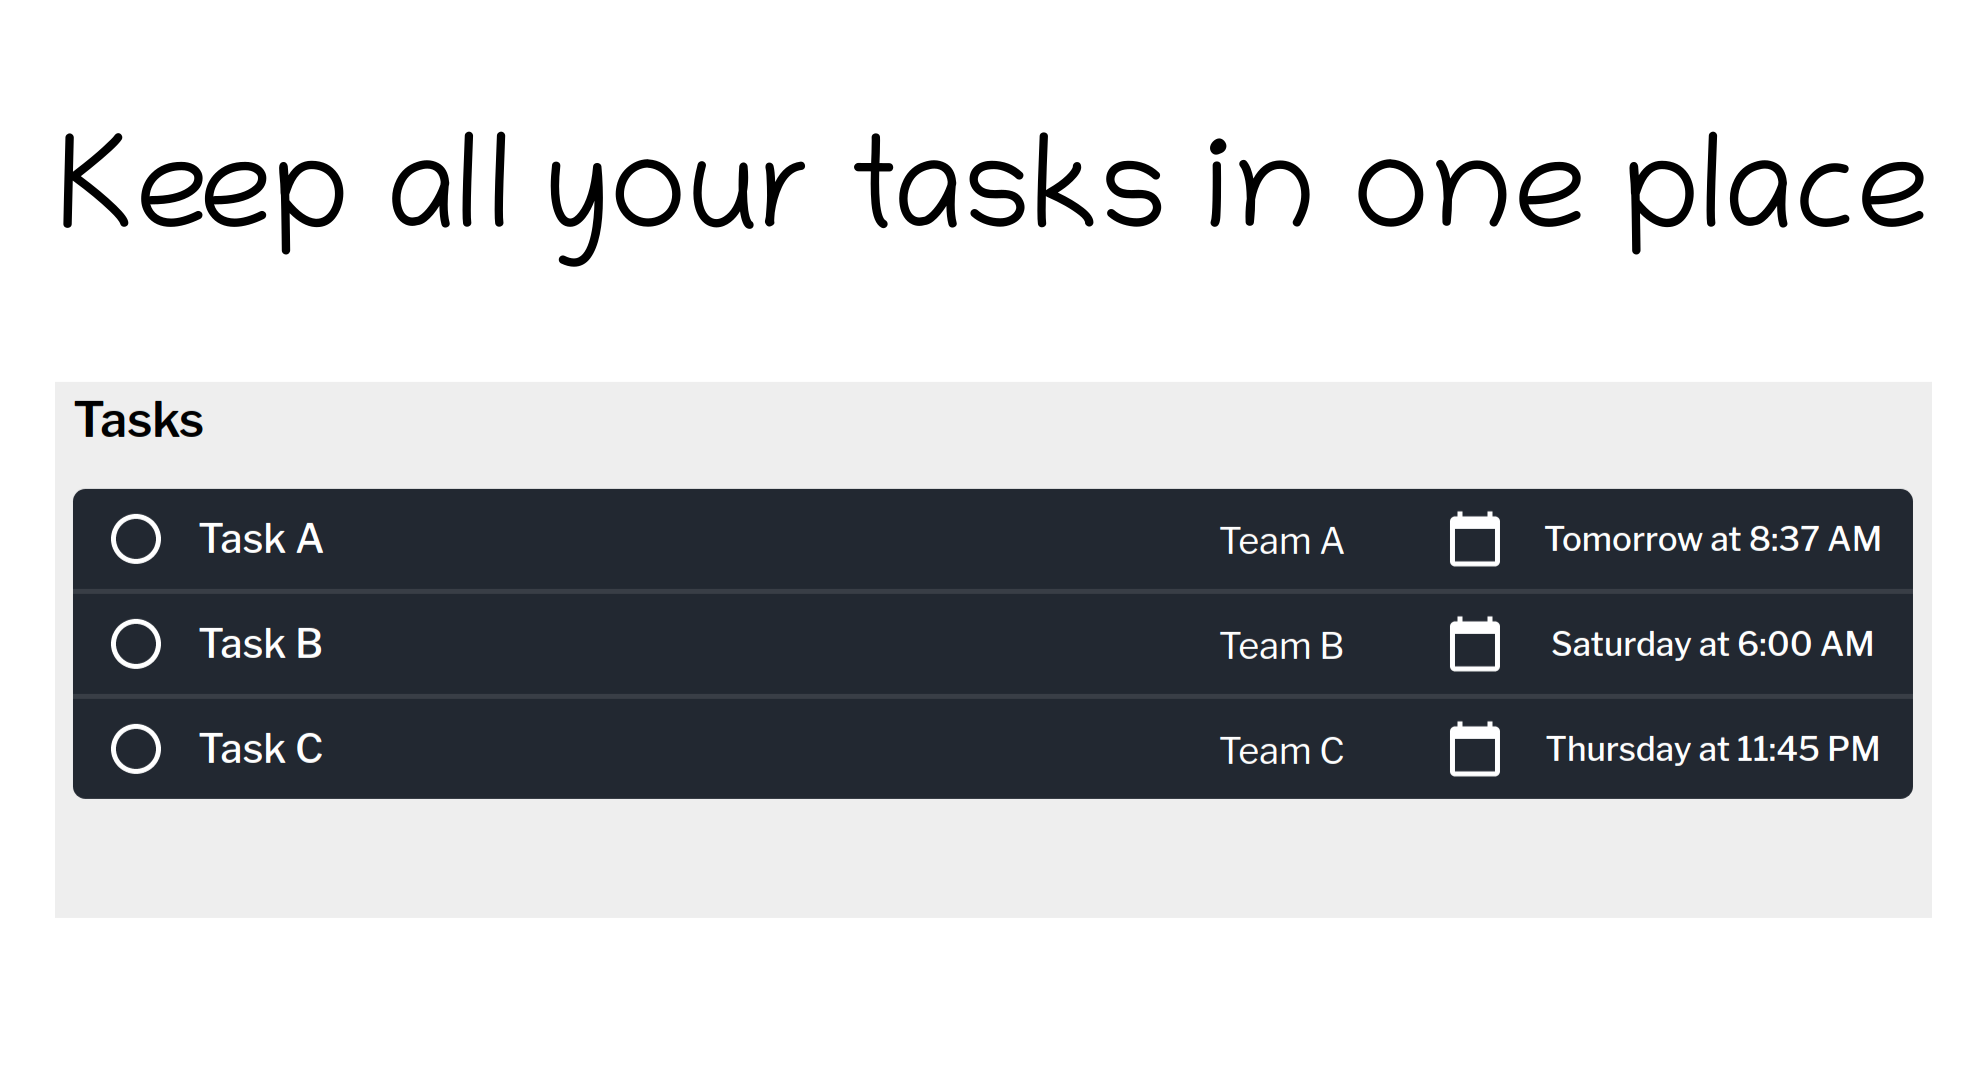 Keep all your tasks in one place
Tasks
Task A Team A Tomorrow at 8:37 AM
Task B Team B Saturday at 6:00 AM
Task C Team C Thursday at 11:45 PM